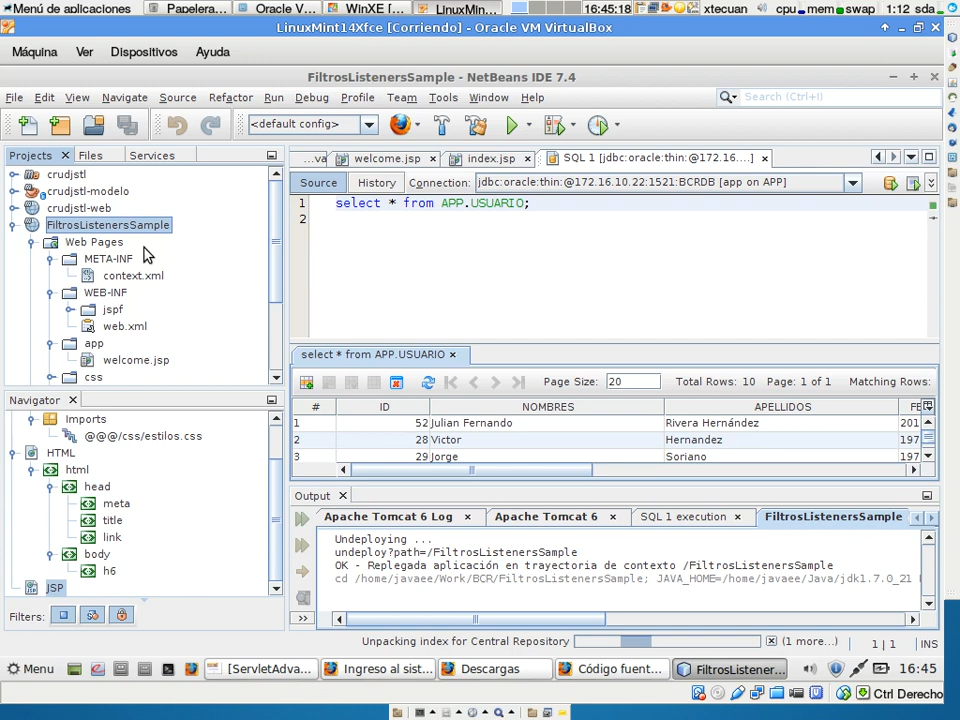 Menú de aplicaciones Papelera... Oracle V... WinXE [... LinuxMin... 16:45:18 1:12 xtecuan cpu mem swap sda
LinuxMint14Xfce [Corriendo] - Oracle VM VirtualBox
Máquina Ver Dispositivos Ayuda
FiltrosListenersSample - NetBeans IDE 7.4
File Edit View Navigate Source Refactor Run Debug Profile Team Tools Window Help Search (Ctrl+I)
<default config>
Projects Files Services
...va welcome.jsp index.jsp SQL 1 [jdbc:oracle:thin:@172.16....]
Source History Connection: jdbc:oracle:thin:@172.16.10.22:1521:BCRDB [app on APP]
crudjstl
crudjstl-modelo
crudjstl-web
FiltrosListenersSample
Web Pages
META-INF
context.xml
WEB-INF
jspf
web.xml
app
welcome.jsp
css
1 select * from APP.USUARIO;
2
select * from APP.USUARIO
Page Size: 20 Total Rows: 10 Page: 1 of 1 Matching Rows:
# ID NOMBRES APELLIDOS FE
1 52 Julian Fernando Rivera Hernández 201
2 28 Victor Hernandez 197
3 29 Jorge Soriano 197
Navigator
Imports
@@@/css/estilos.css
HTML
html
head
meta
title
link
body
h6
JSP
Filters:
Output
Apache Tomcat 6 Log Apache Tomcat 6 SQL 1 execution FiltrosListenersSample
Undeploying ...
undeploy?path=/FiltrosListenersSample
OK - Replegada aplicación en trayectoria de contexto /FiltrosListenersSample
cd /home/javaee/Work/BCR/FiltrosListenersSample; JAVA_HOME=/home/javaee/Java/jdk1.7.0_21
Unpacking index for Central Repository (1 more...) 1 | 1 INS
Menu [ServletAdva... Ingreso al sist... Descargas Código fuent... FiltrosListener... 16:45
Ctrl Derecho